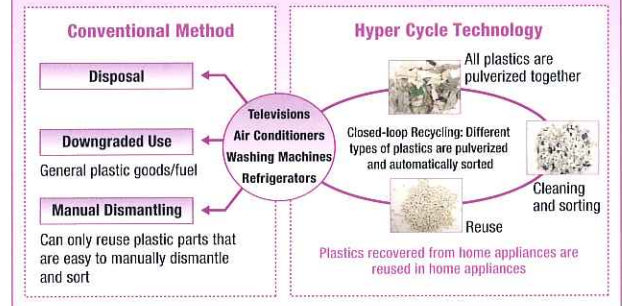 Conventional Method
Disposal
Downgraded Use
General plastic goods/fuel
Manual Dismantling
Can only reuse plastic parts that
are easy to manually dismantle
and sort
Televisions
Air Conditioners
Washing Machines
Refrigerators
Hyper Cycle Technology
All plastics are
pulverized together
Closed-loop Recycling: Different
types of plastics are pulverized
and automatically sorted
Cleaning
and sorting
Reuse
Plastics recovered from home appliances are
reused in home appliances